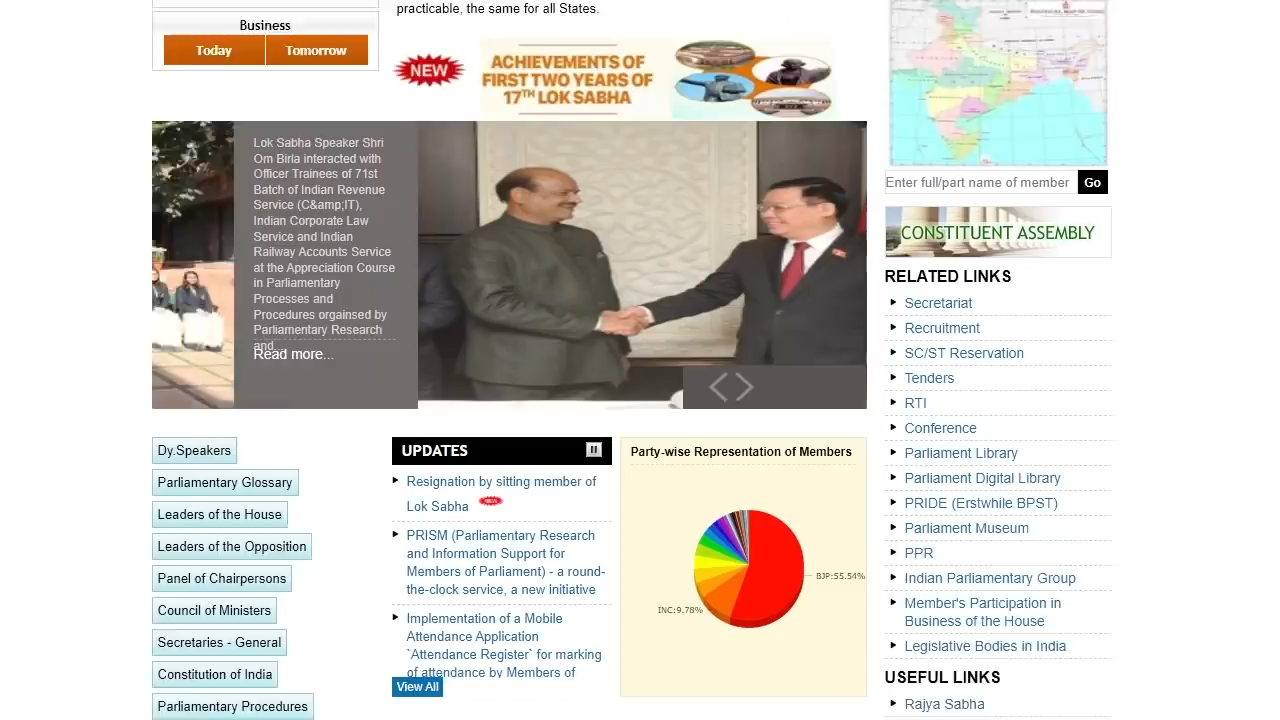 practicable, the same for all States.
Business
Today
Tomorrow
NEW
ACHIEVEMENTS OF
FIRST TWO YEARS OF
17TH LOK SABHA
Lok Sabha Speaker Shri
Om Birla interacted with
Officer Trainees of 71st
Batch of Indian Revenue
Service (C&amp;IT),
Indian Corporate Law
Service and Indian
Railway Accounts Service
at the Appreciation Course
in Parliamentary
Processes and
Procedures orgainsed by
Parliamentary Research
and
Read more...
Enter full/part name of member
Go
CONSTITUENT ASSEMBLY
RELATED LINKS
Secretariat
Recruitment
SC/ST Reservation
Tenders
RTI
Conference
Parliament Library
Parliament Digital Library
PRIDE (Erstwhile BPST)
Parliament Museum
PPR
Indian Parliamentary Group
Member's Participation in
Business of the House
Legislative Bodies in India
USEFUL LINKS
Rajya Sabha
Dy.Speakers
Parliamentary Glossary
Leaders of the House
Leaders of the Opposition
Panel of Chairpersons
Council of Ministers
Secretaries - General
Constitution of India
Parliamentary Procedures
UPDATES
Resignation by sitting member of
Lok Sabha
PRISM (Parliamentary Research
and Information Support for
Members of Parliament) - a round-
the-clock service, a new initiative
Implementation of a Mobile
Attendance Application
`Attendance Register` for marking
of attendance by Members of
View All
Party-wise Representation of Members
BJP:55.54%
INC:9.78%